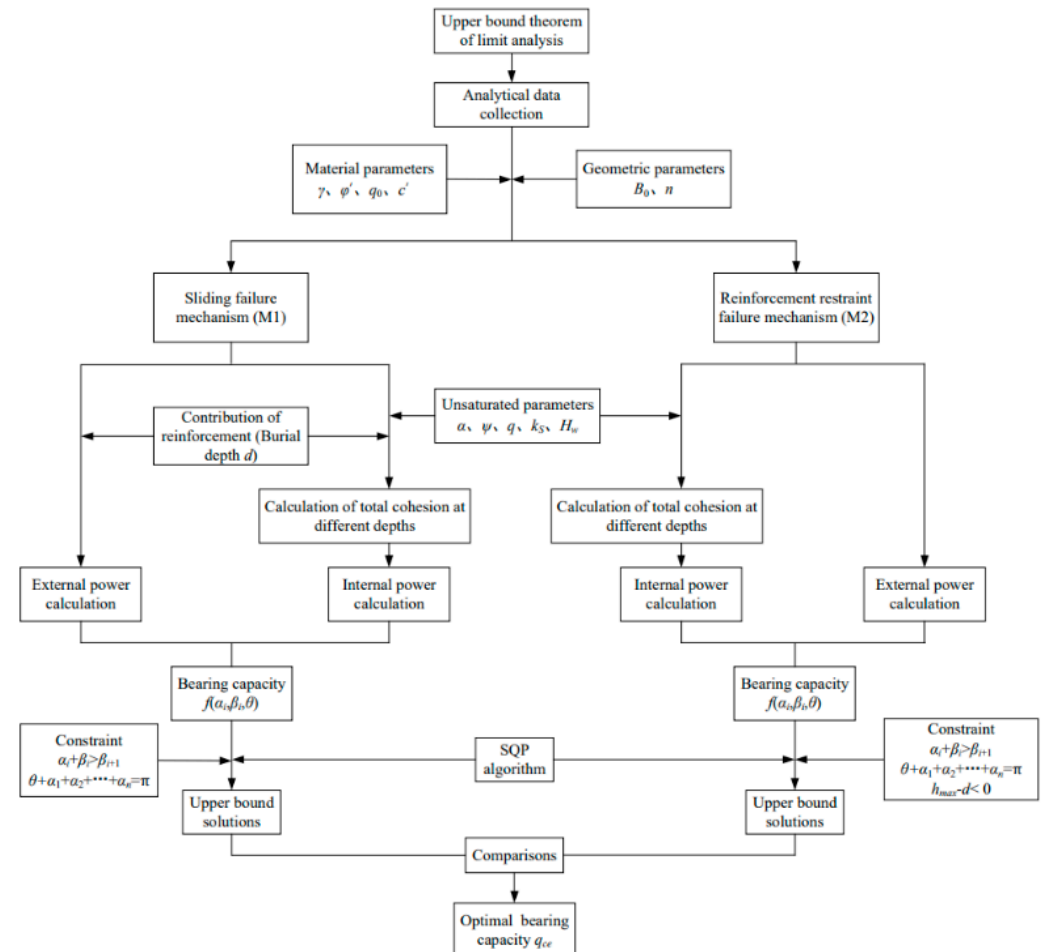 Upper bound theorem
of limit analysis
Analytical data
collection
Material parameters
γ、φ′、q₀、c′
Geometric parameters
B₀、n
Sliding failure
mechanism (M1)
Reinforcement restraint
failure mechanism (M2)
Contribution of
reinforcement (Burial
depth d)
Unsaturated parameters
α、ψ、q、kS、Hw
Calculation of total cohesion at
different depths
Calculation of total cohesion at
different depths
External power
calculation
Internal power
calculation
Internal power
calculation
External power
calculation
Bearing capacity
f(αi,βi,θ)
Bearing capacity
f(αi,βi,θ)
Constraint
αi+βi>βi+1
θ+α1+α2+···+αn=π
SQP
algorithm
Constraint
αi+βi>βi+1
θ+α1+α2+···+αn=π
hmax-d< 0
Upper bound
solutions
Upper bound
solutions
Comparisons
Optimal bearing
capacity qce